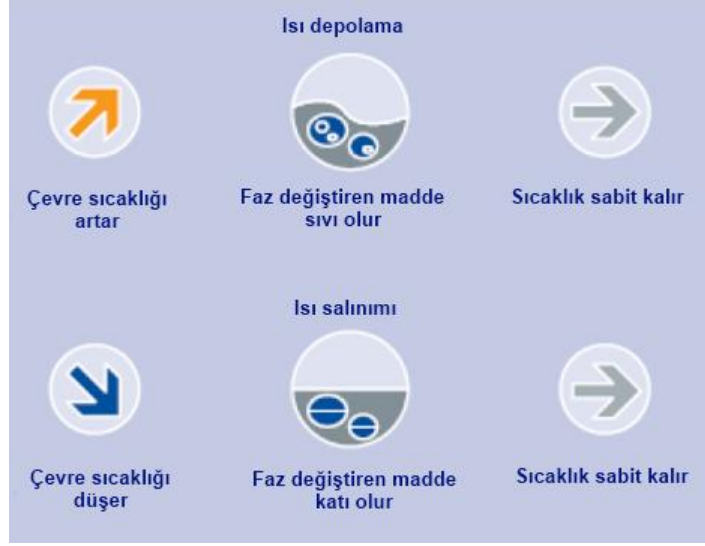 Isı depolama
Çevre sıcaklığı
artar
Faz değiştiren madde
sıvı olur
Sıcaklık sabit kalır
Isı salınımı
Çevre sıcaklığı
düşer
Faz değiştiren madde
katı olur
Sıcaklık sabit kalır